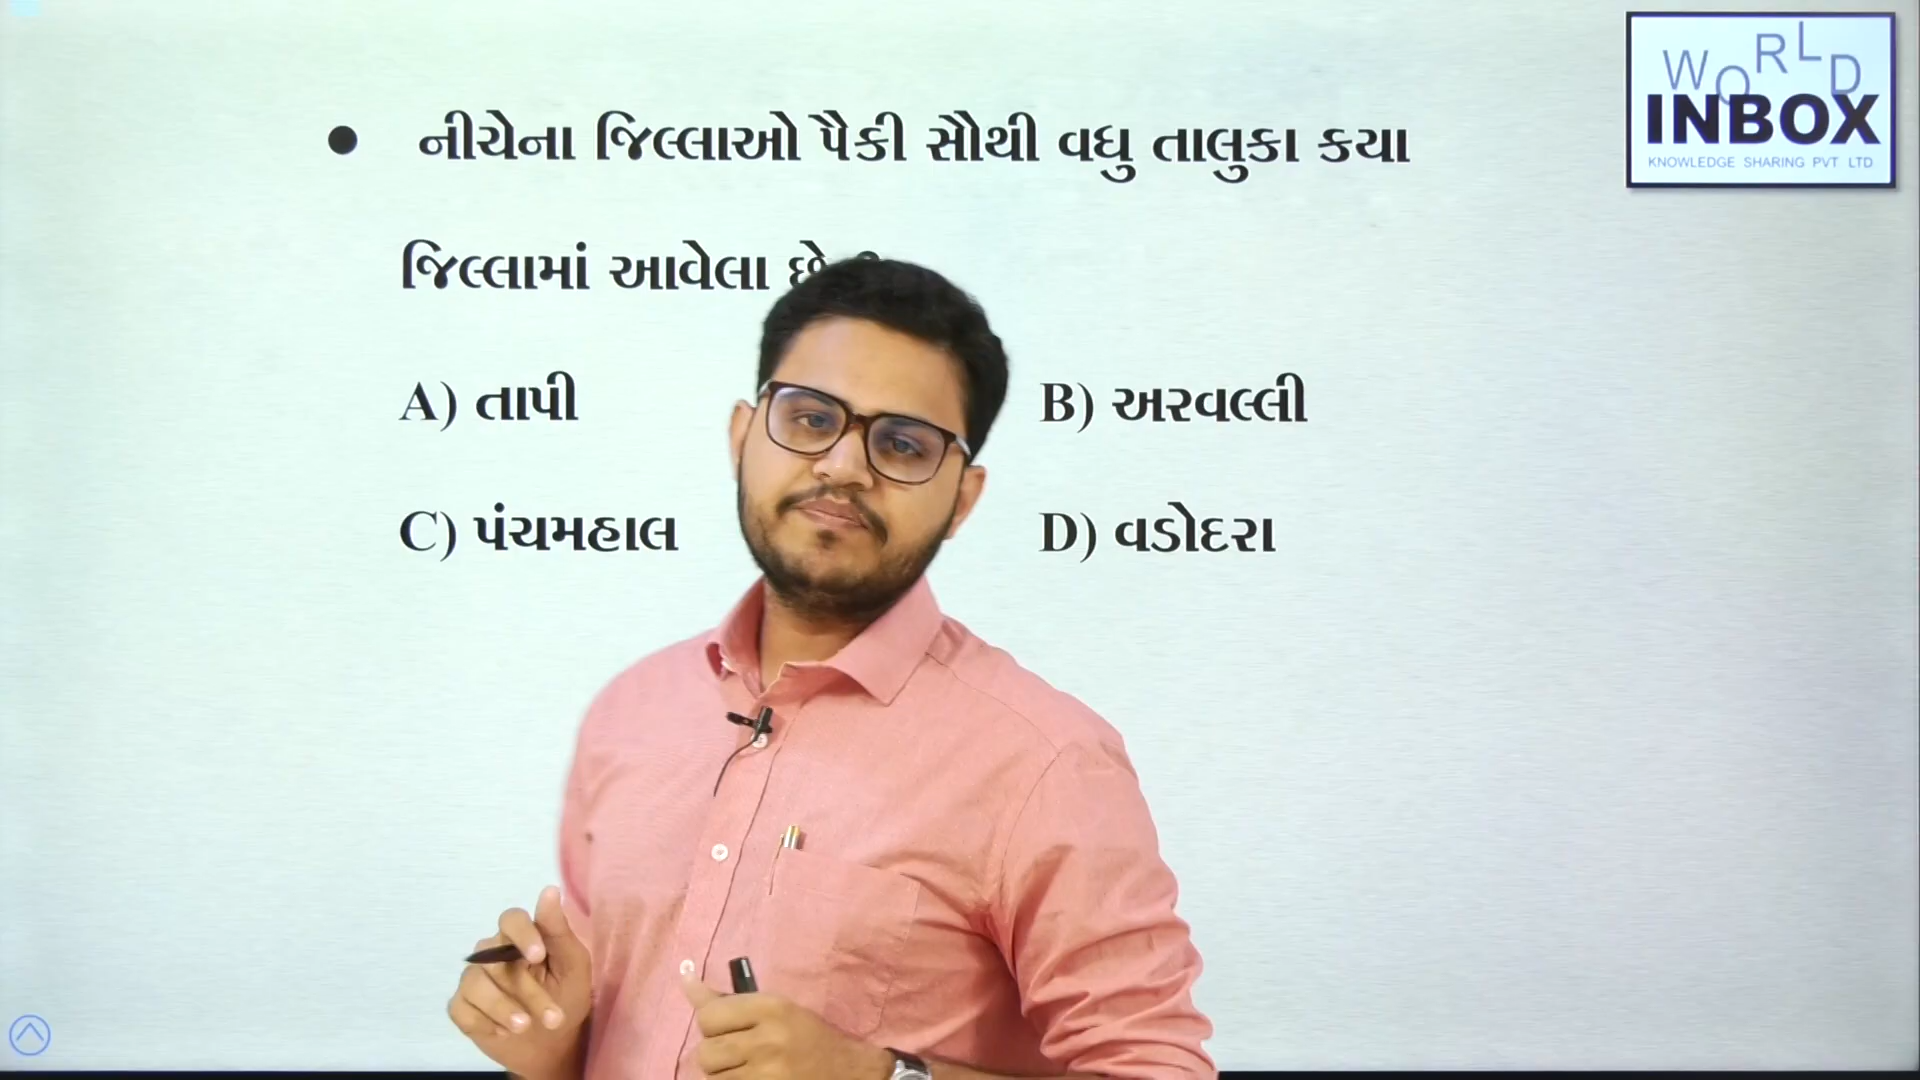 WORLD
INBOX
KNOWLEDGE SHARING PVT LTD
● નીચેના જિલ્લાઓ પૈકી સૌથી વધુ તાલુકા કયા
જિલ્લામાં આવેલા છે
A) તાપી
B) અરવલ્લી
C) પંચમહાલ
D) વડોદરા